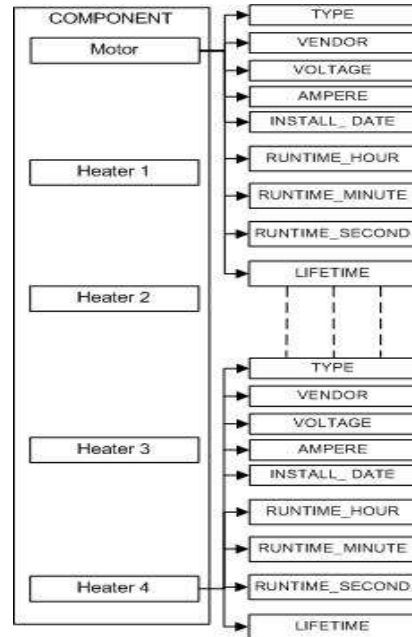 COMPONENT
Motor
Heater 1
Heater 2
Heater 3
Heater 4
TYPE
VENDOR
VOLTAGE
AMPERE
INSTALL_ DATE
RUNTIME_HOUR
RUNTIME_MINUTE
RUNTIME_SECOND
LIFETIME
TYPE
VENDOR
VOLTAGE
AMPERE
INSTALL_ DATE
RUNTIME_HOUR
RUNTIME_MINUTE
RUNTIME_SECOND
LIFETIME